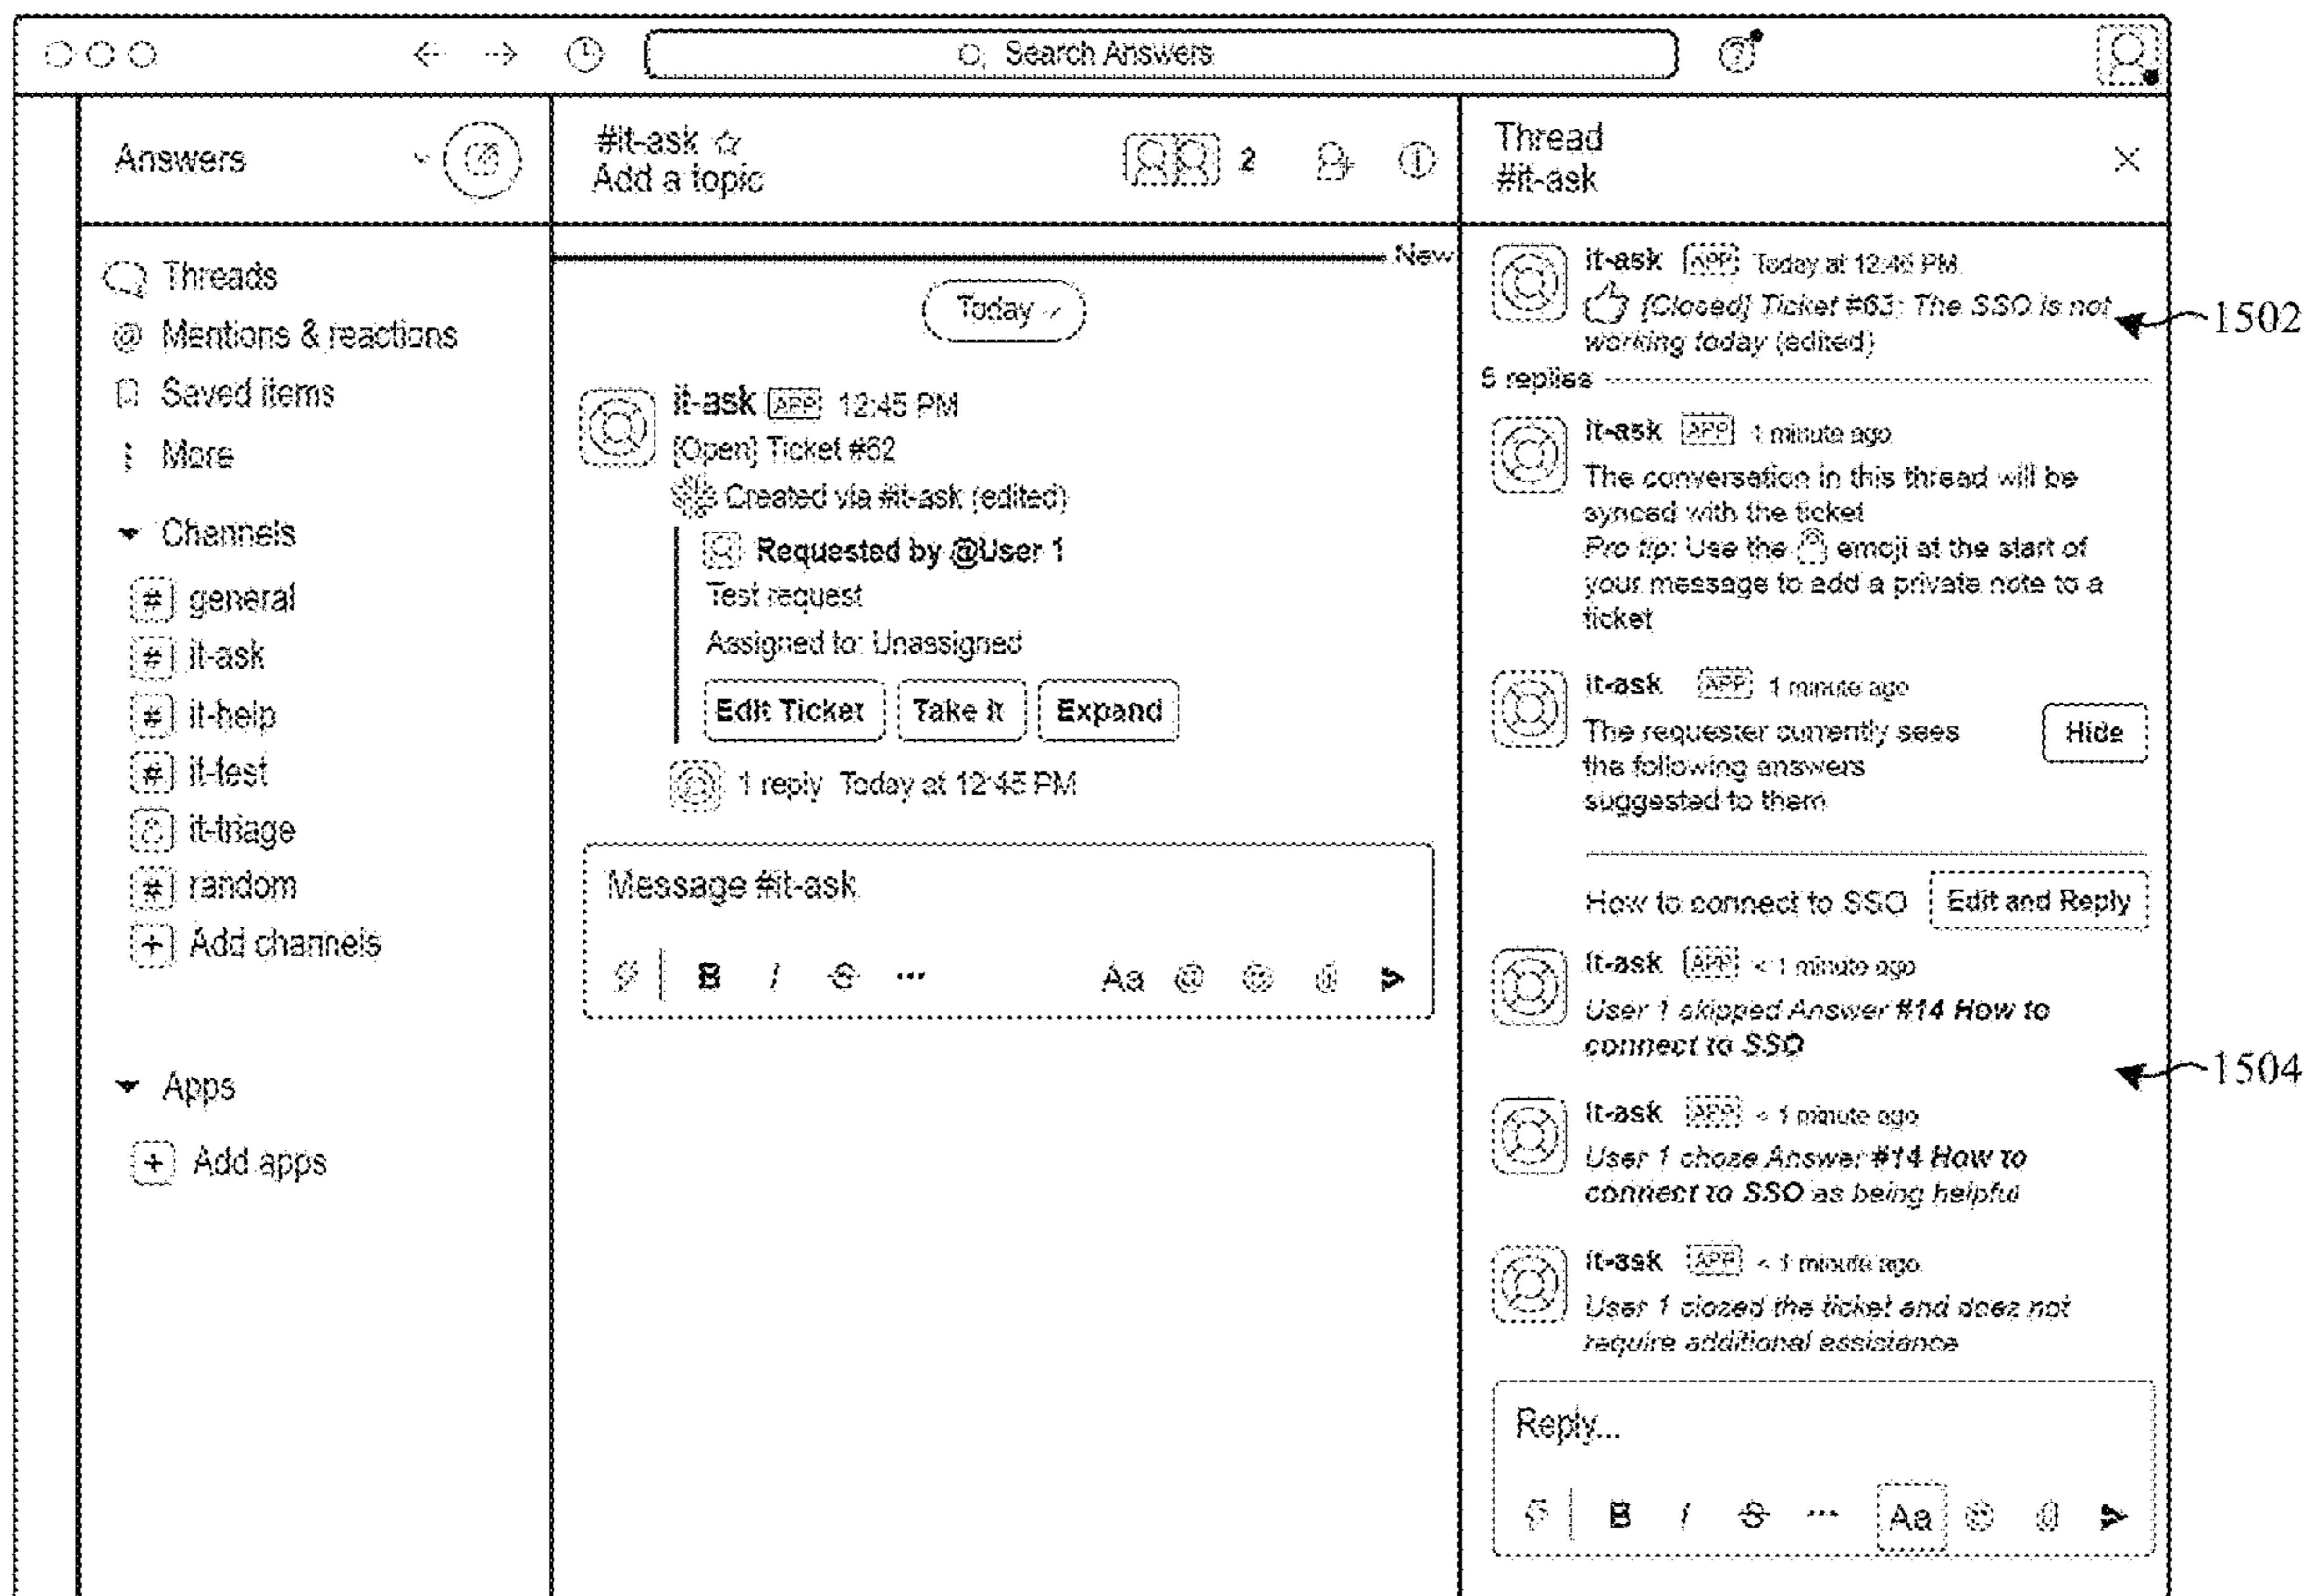 Search Answers
Answers
#it-ask
Add a topic
2
Thread
#it-ask
Threads
@ Mentions & reactions
Saved items
More
Channels
# general
# it-ask
# it-help
# it-test
it-triage
# random
+ Add channels
Apps
+ Add apps
New
Today
it-ask APP 12:45 PM
[Open] Ticket #62
Created via #it-ask (edited)
Requested by @User 1
Test request
Assigned to: Unassigned
Edit Ticket Take it Expand
1 reply Today at 12:45 PM
Message #it-ask
B I S ... Aa @
it-ask APP Today at 12:46 PM
[Closed] Ticket #63: The SSO is not
working today (edited)
1502
5 replies
it-ask APP 1 minute ago
The conversation in this thread will be
synced with the ticket
Pro tip: Use the emoji at the start of
your message to add a private note to a
ticket
it-ask APP 1 minute ago
The requester currently sees
the following answers
suggested to them
Hide
How to connect to SSO Edit and Reply
it-ask APP < 1 minute ago
User 1 skipped Answer #14 How to
connect to SSO
1504
it-ask APP < 1 minute ago
User 1 chose Answer #14 How to
connect to SSO as being helpful
it-ask APP < 1 minute ago
User 1 closed the ticket and does not
require additional assistance
Reply...
B I S ... Aa